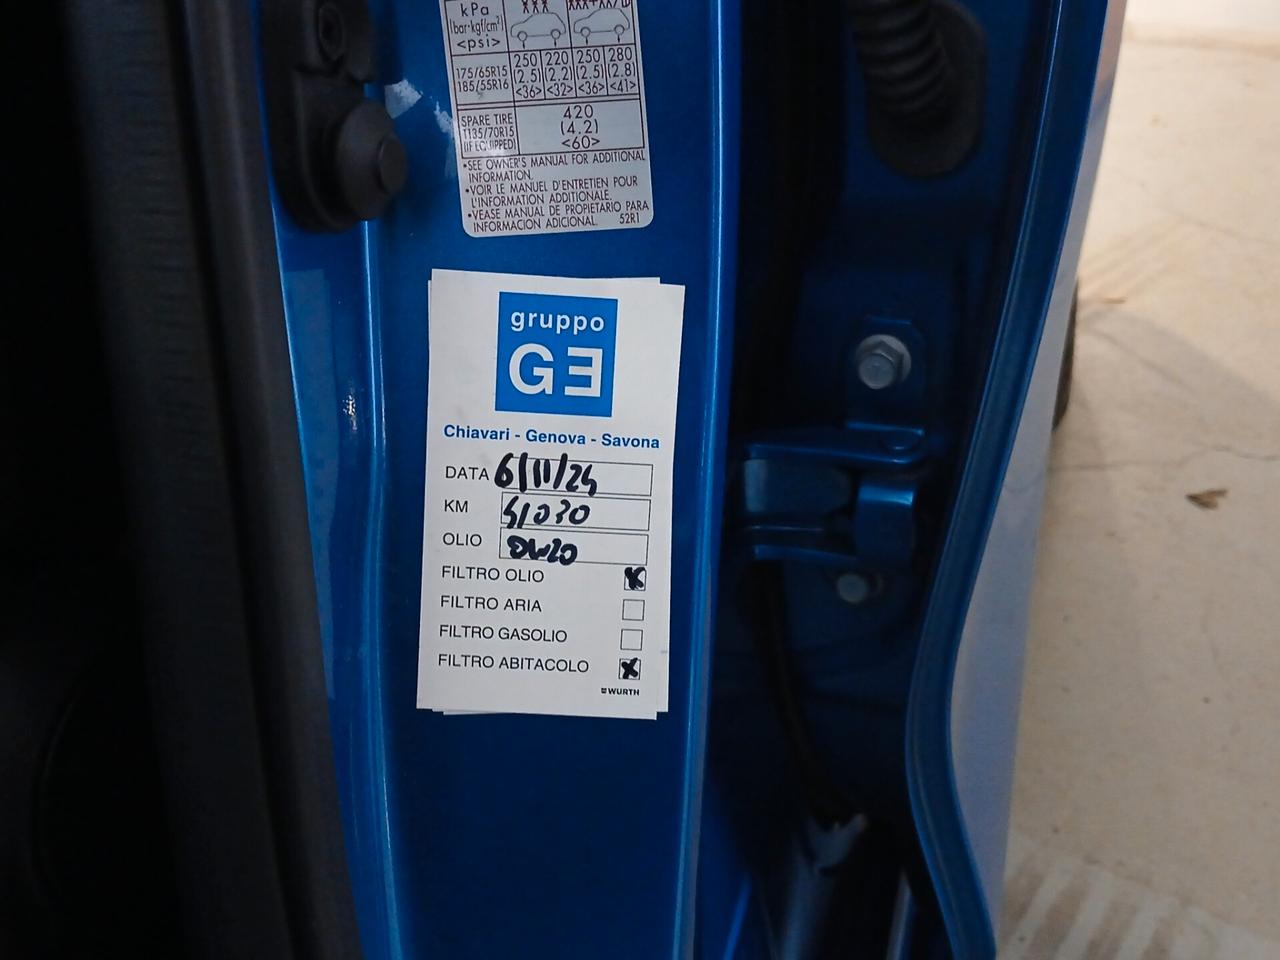 kPa
(bar·kgf/cm²)
<psi>
175/65R15
185/55R16
250 220 250 280
(2.5) (2.2) (2.5) (2.8)
<36> <32> <36> <41>
SPARE TIRE
T135/70R15
(IF EQUIPPED)
420
(4.2)
<60>
•SEE OWNER'S MANUAL FOR ADDITIONAL
INFORMATION.
•VOIR LE MANUEL D'ENTRETIEN POUR
L'INFORMATION ADDITIONALE.
•VEASE MANUAL DE PROPIETARIO PARA
INFORMACION ADICIONAL. 52R1
gruppo
GE
Chiavari - Genova - Savona
DATA 6/11/24
KM 51030
OLIO 0W20
FILTRO OLIO X
FILTRO ARIA
FILTRO GASOLIO
FILTRO ABITACOLO X
WURTH